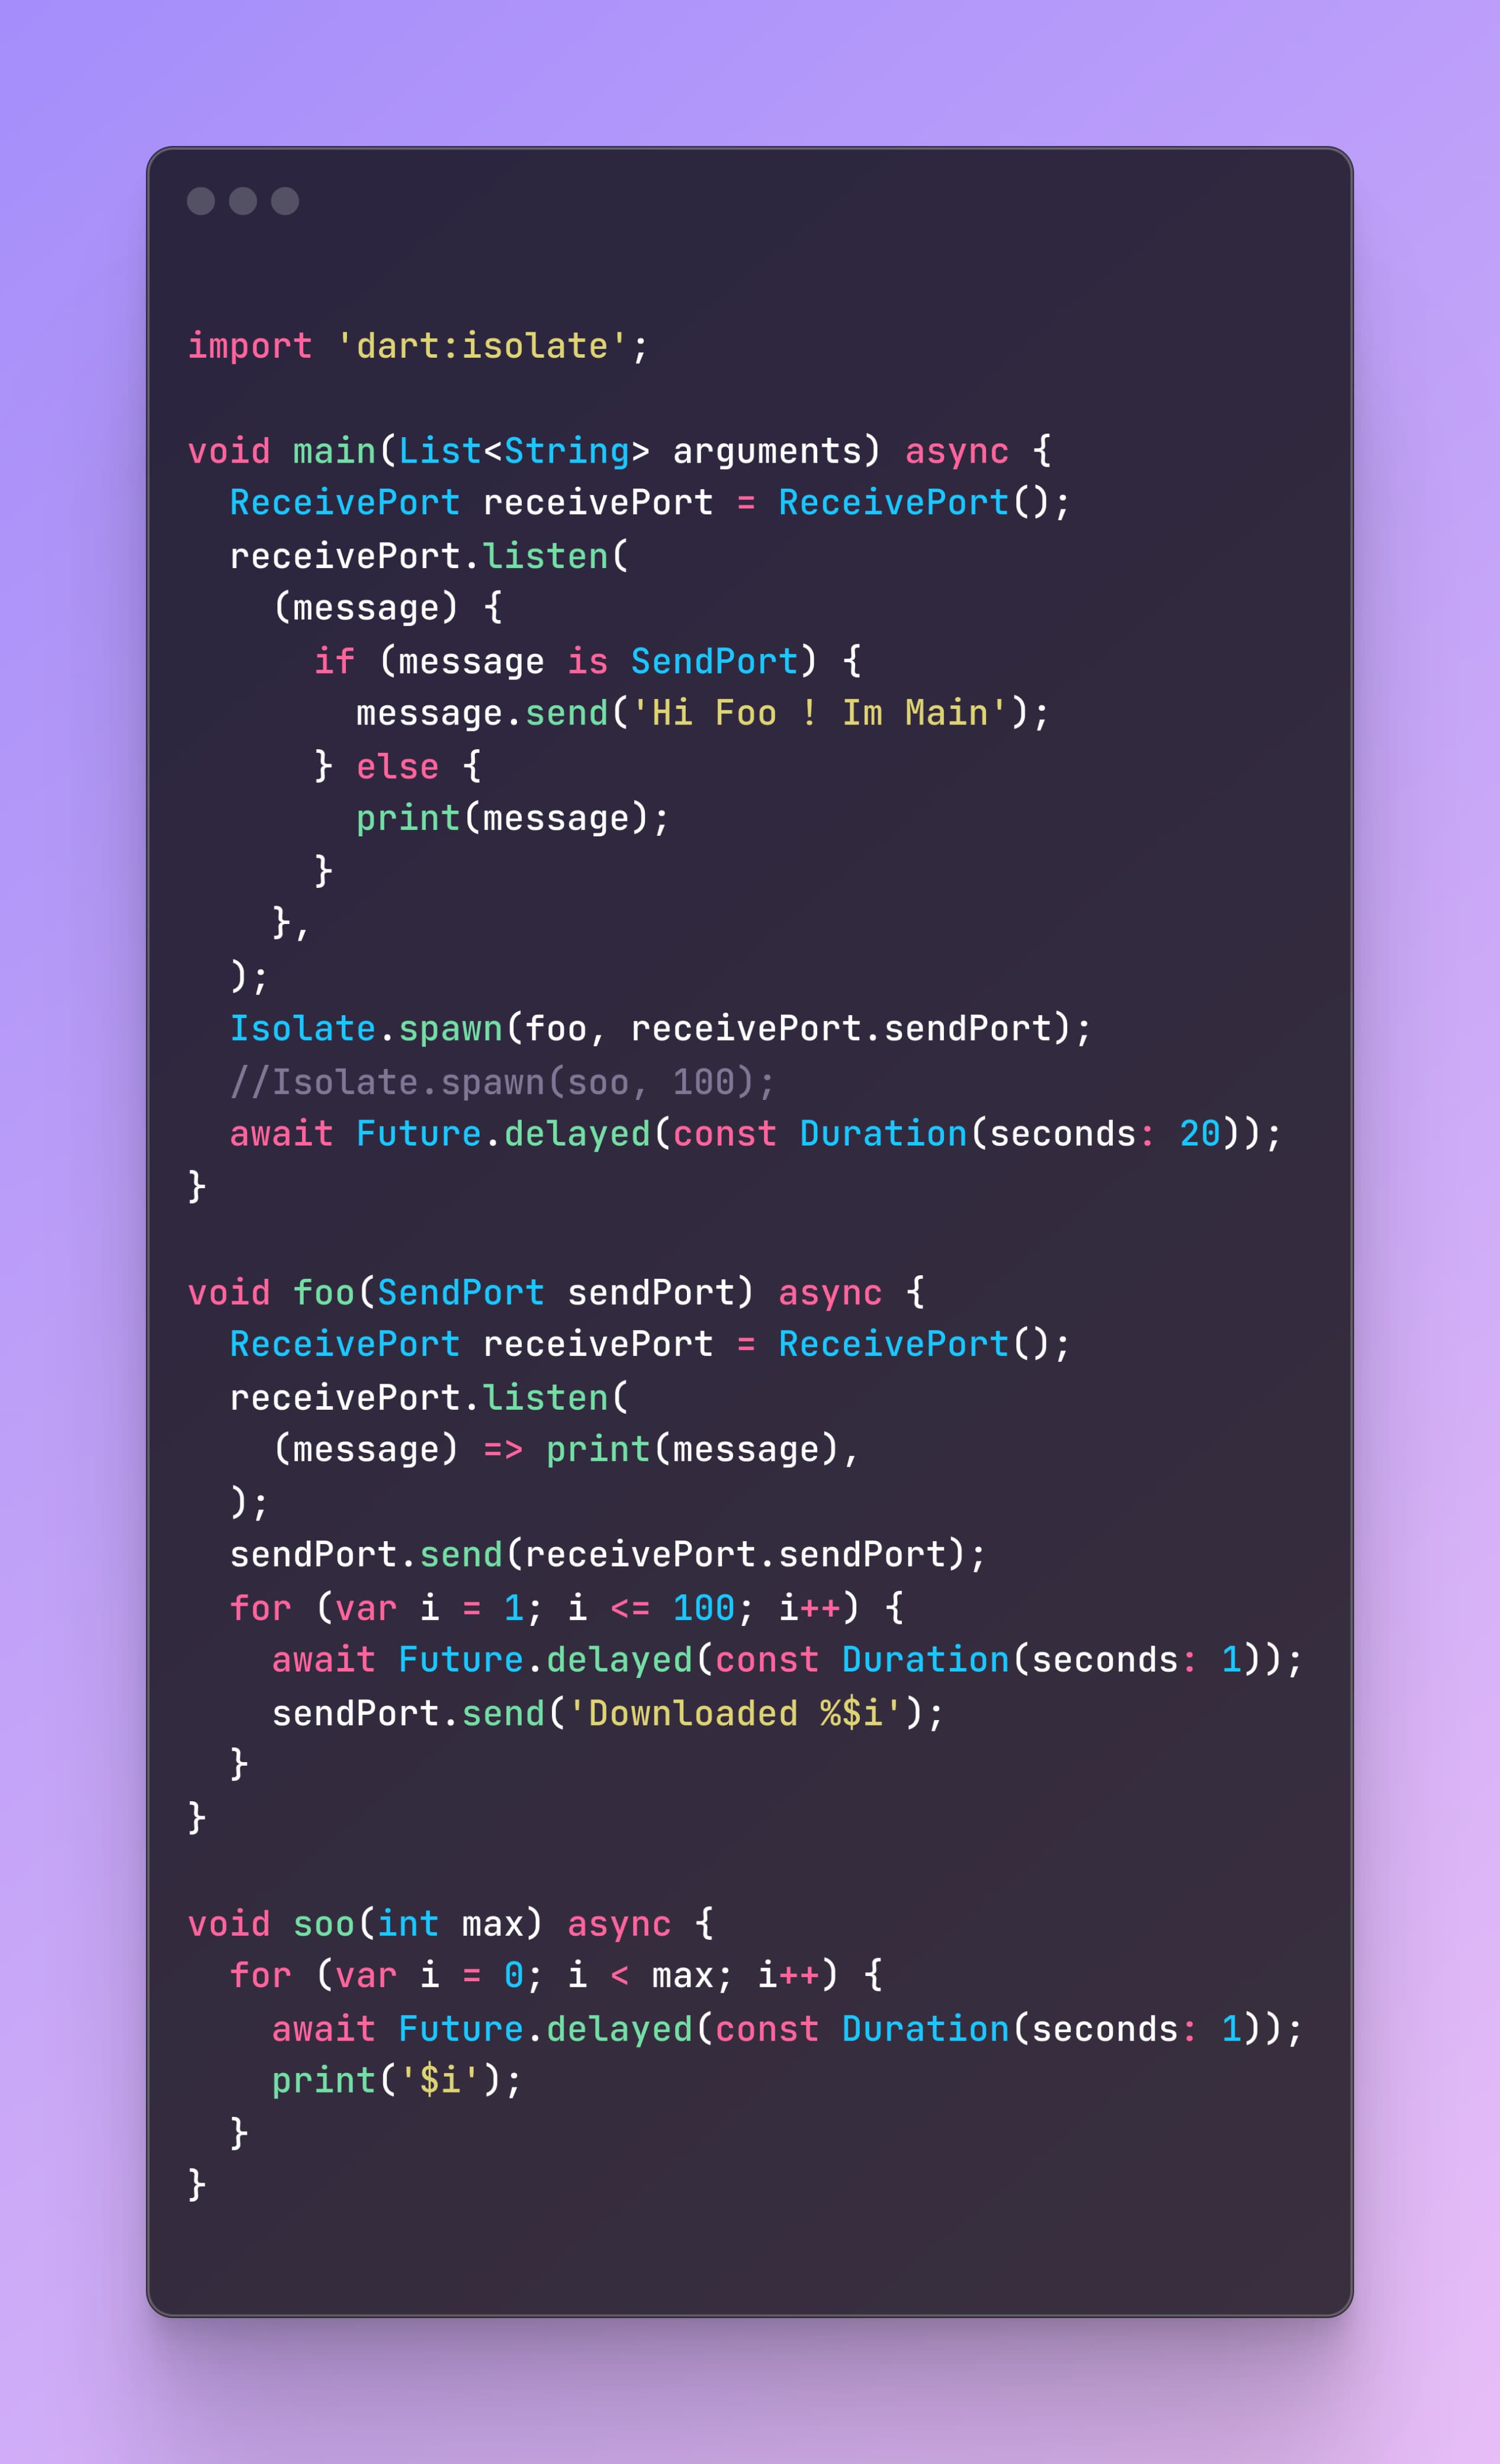 import 'dart:isolate';

void main(List<String> arguments) async {
  ReceivePort receivePort = ReceivePort();
  receivePort.listen(
    (message) {
      if (message is SendPort) {
        message.send('Hi Foo ! Im Main');
      } else {
        print(message);
      }
    },
  );
  Isolate.spawn(foo, receivePort.sendPort);
  //Isolate.spawn(soo, 100);
  await Future.delayed(const Duration(seconds: 20));
}

void foo(SendPort sendPort) async {
  ReceivePort receivePort = ReceivePort();
  receivePort.listen(
    (message) => print(message),
  );
  sendPort.send(receivePort.sendPort);
  for (var i = 1; i <= 100; i++) {
    await Future.delayed(const Duration(seconds: 1));
    sendPort.send('Downloaded %$i');
  }
}

void soo(int max) async {
  for (var i = 0; i < max; i++) {
    await Future.delayed(const Duration(seconds: 1));
    print('$i');
  }
}